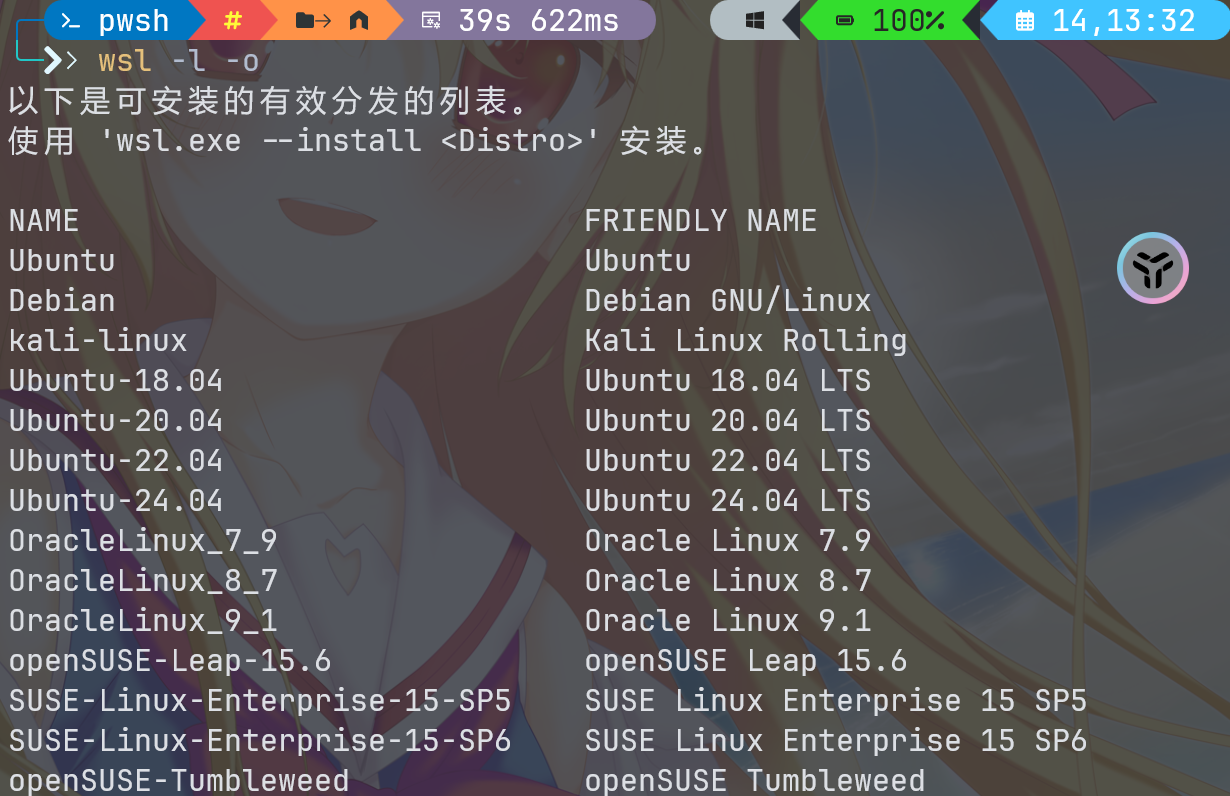 pwsh # 39s 622ms 100% 14,13:32
wsl -l -o
以下是可安装的有效分发的列表。
使用 'wsl.exe --install <Distro>' 安装。
NAME FRIENDLY NAME
Ubuntu Ubuntu
Debian Debian GNU/Linux
kali-linux Kali Linux Rolling
Ubuntu-18.04 Ubuntu 18.04 LTS
Ubuntu-20.04 Ubuntu 20.04 LTS
Ubuntu-22.04 Ubuntu 22.04 LTS
Ubuntu-24.04 Ubuntu 24.04 LTS
OracleLinux_7_9 Oracle Linux 7.9
OracleLinux_8_7 Oracle Linux 8.7
OracleLinux_9_1 Oracle Linux 9.1
openSUSE-Leap-15.6 openSUSE Leap 15.6
SUSE-Linux-Enterprise-15-SP5 SUSE Linux Enterprise 15 SP5
SUSE-Linux-Enterprise-15-SP6 SUSE Linux Enterprise 15 SP6
openSUSE-Tumbleweed openSUSE Tumbleweed